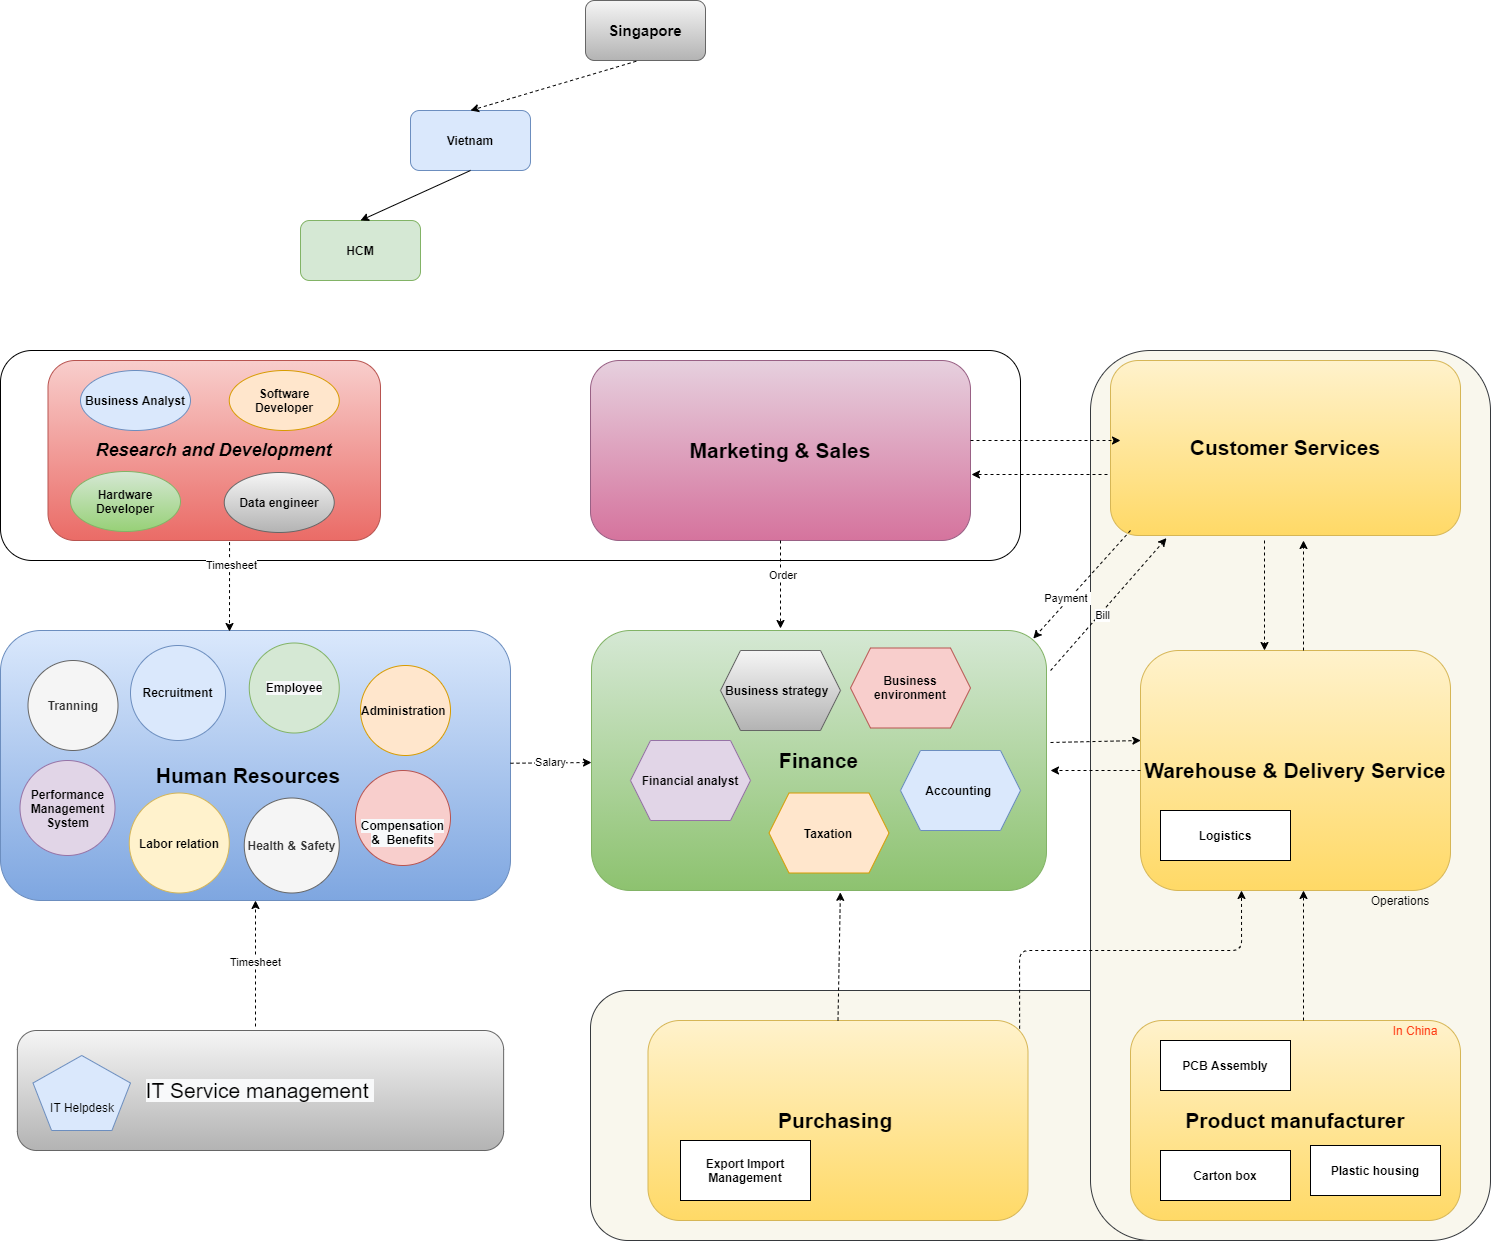 Singapore
Vietnam
HCM
Business Analyst
Software
Developer
Research and Development
Hardware
Developer
Data engineer
Marketing & Sales
Customer Services
Timesheet
Order
Payment
Bill
Tranning
Recruitment
Employee
Administration
Human Resources
Performance
Management
System
Labor relation
Health & Safety
Compensation
& Benefits
Salary
Business strategy
Business
environment
Finance
Financial analyst
Accounting
Taxation
Warehouse & Delivery Service
Logistics
Operations
Timesheet
IT Service management
IT Helpdesk
Purchasing
Export Import
Management
In China
PCB Assembly
Product manufacturer
Carton box
Plastic housing